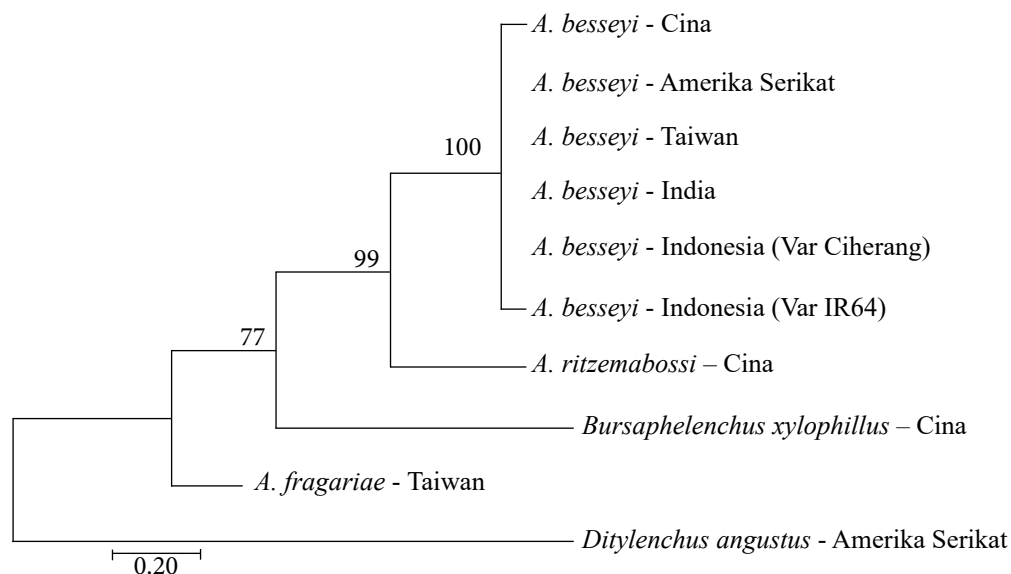 A. besseyi - Cina
A. besseyi - Amerika Serikat
100
A. besseyi - Taiwan
A. besseyi - India
A. besseyi - Indonesia (Var Ciherang)
99
A. besseyi - Indonesia (Var IR64)
77
A. ritzemabossi – Cina
Bursaphelenchus xylophillus – Cina
A. fragariae - Taiwan
Ditylenchus angustus - Amerika Serikat
0.20